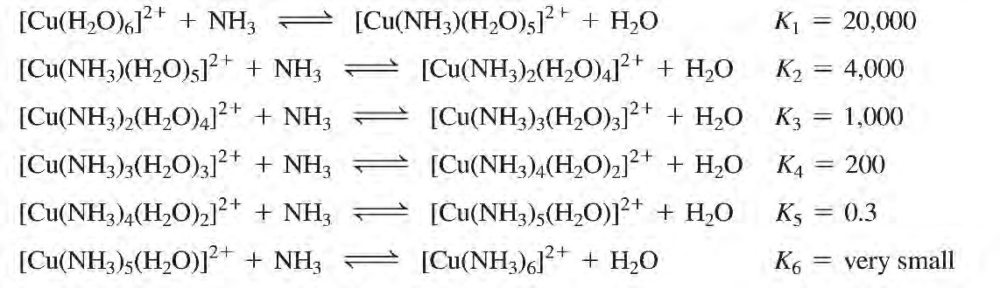 [Cu(H₂O)₆]²⁺ + NH₃ ⇌ [Cu(NH₃)(H₂O)₅]²⁺ + H₂O K₁ = 20,000
[Cu(NH₃)(H₂O)₅]²⁺ + NH₃ ⇌ [Cu(NH₃)₂(H₂O)₄]²⁺ + H₂O K₂ = 4,000
[Cu(NH₃)₂(H₂O)₄]²⁺ + NH₃ ⇌ [Cu(NH₃)₃(H₂O)₃]²⁺ + H₂O K₃ = 1,000
[Cu(NH₃)₃(H₂O)₃]²⁺ + NH₃ ⇌ [Cu(NH₃)₄(H₂O)₂]²⁺ + H₂O K₄ = 200
[Cu(NH₃)₄(H₂O)₂]²⁺ + NH₃ ⇌ [Cu(NH₃)₅(H₂O)]²⁺ + H₂O K₅ = 0.3
[Cu(NH₃)₅(H₂O)]²⁺ + NH₃ ⇌ [Cu(NH₃)₆]²⁺ + H₂O K₆ = very small